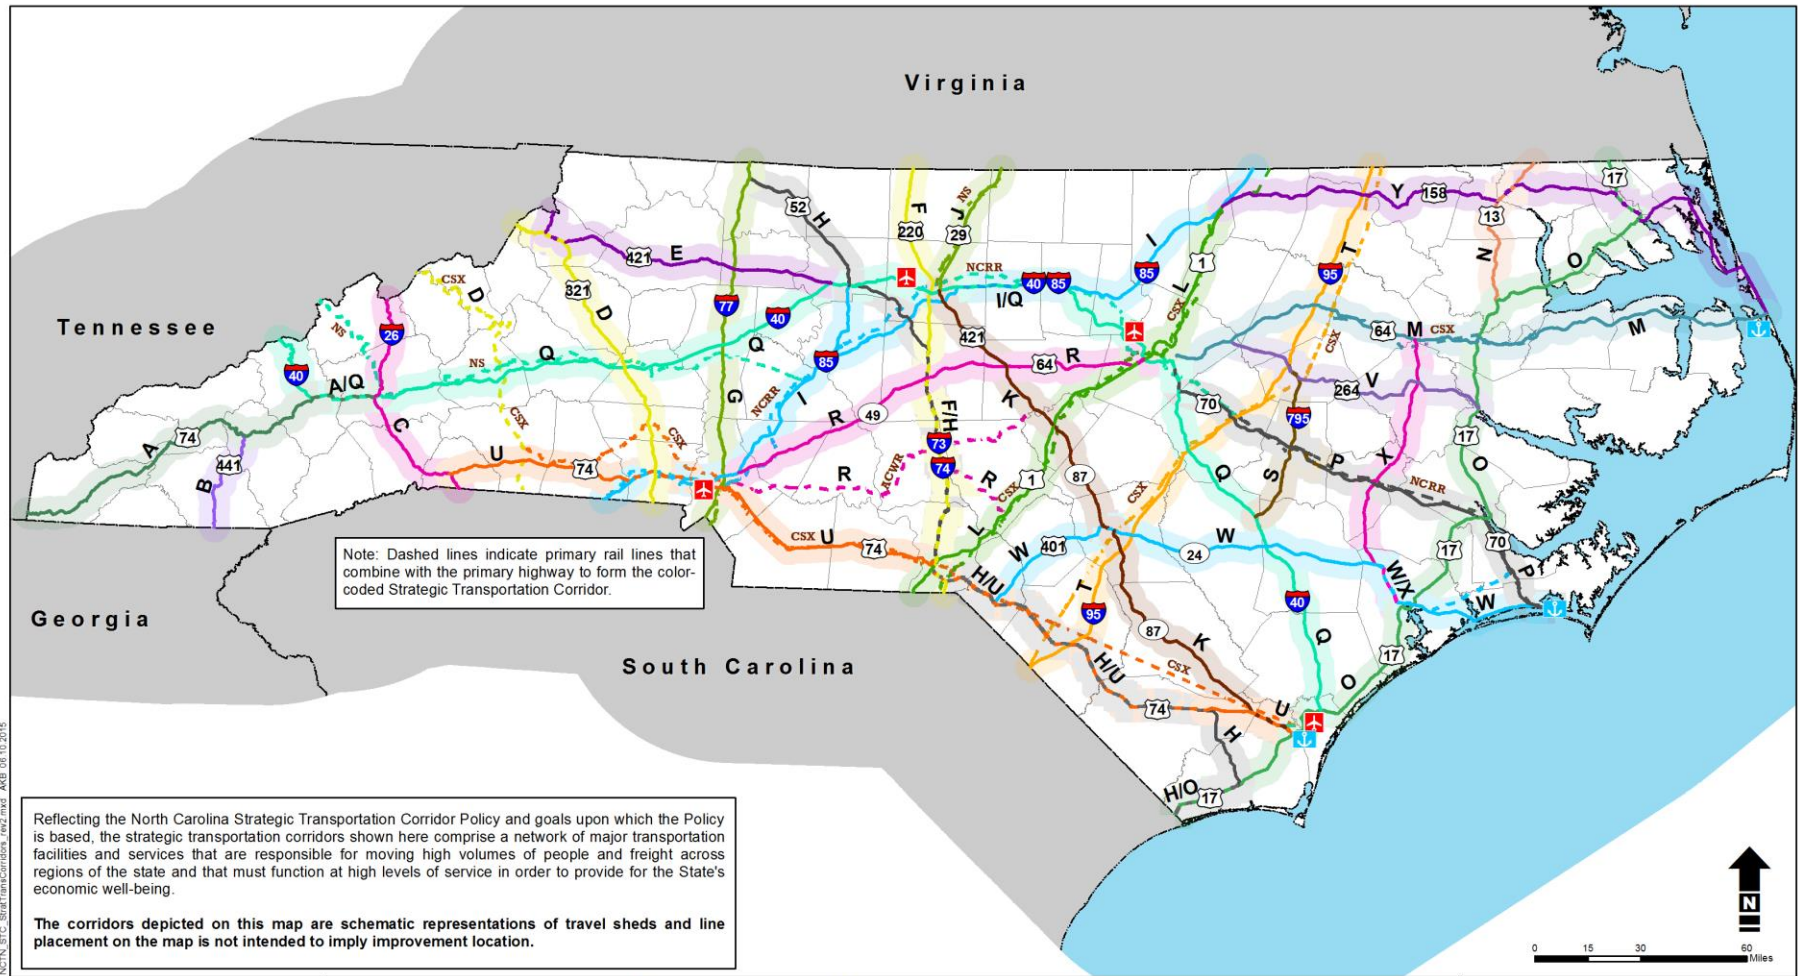 Virginia
Tennessee
Georgia
South Carolina
17
Y
158
52
H
F
J
NS
13
220
29
421
E
I
T
N
O
1
CSX
D
321
D
NCRR
40
85
85
L
95
I/Q
77
40
NS
26
CSX
64
M
CSX
M
421
Q
Q
NS
85
64
R
CSX
40
A/Q
V
264
G
NCRR
I
K
70
R
49
F/H
795
C
CSX
CSX
A
74
17
73
O
U
74
441
74
R
ACWR
R
87
Q
S
P
X
B
CSX
1
CSX
NCRR
CSX
U
74
L
W
401
W
24
17
70
H/U
T
W/X
P
W
95
40
87
K
Q
CSX
17
H/U
O
74
U
H
H/O
17
Note: Dashed lines indicate primary rail lines that
combine with the primary highway to form the color-
coded Strategic Transportation Corridor.
Reflecting the North Carolina Strategic Transportation Corridor Policy and goals upon which the Policy
is based, the strategic transportation corridors shown here comprise a network of major transportation
facilities and services that are responsible for moving high volumes of people and freight across
regions of the state and that must function at high levels of service in order to provide for the State's
economic well-being.
The corridors depicted on this map are schematic representations of travel sheds and line
placement on the map is not intended to imply improvement location.
NCTN_STC_StratTransCorridors_rev2.mxd AKB 06.10.2015
N
0 15 30 60
Miles